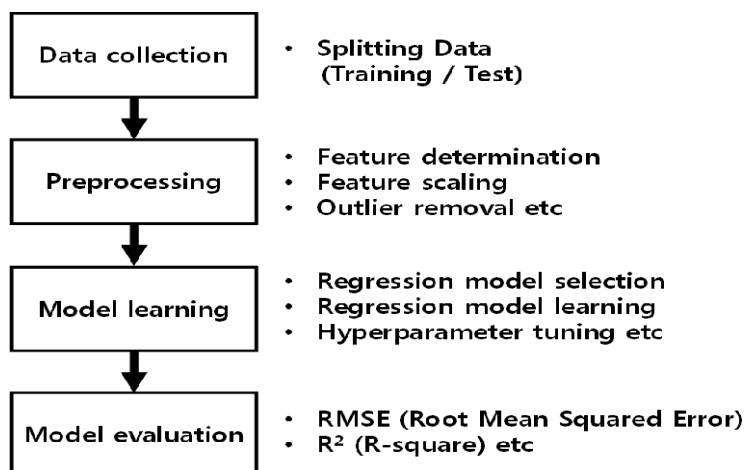 Data collection
• Splitting Data
(Training / Test)
Preprocessing
• Feature determination
• Feature scaling
• Outlier removal etc
Model learning
• Regression model selection
• Regression model learning
• Hyperparameter tuning etc
Model evaluation
• RMSE (Root Mean Squared Error)
• R² (R-square) etc